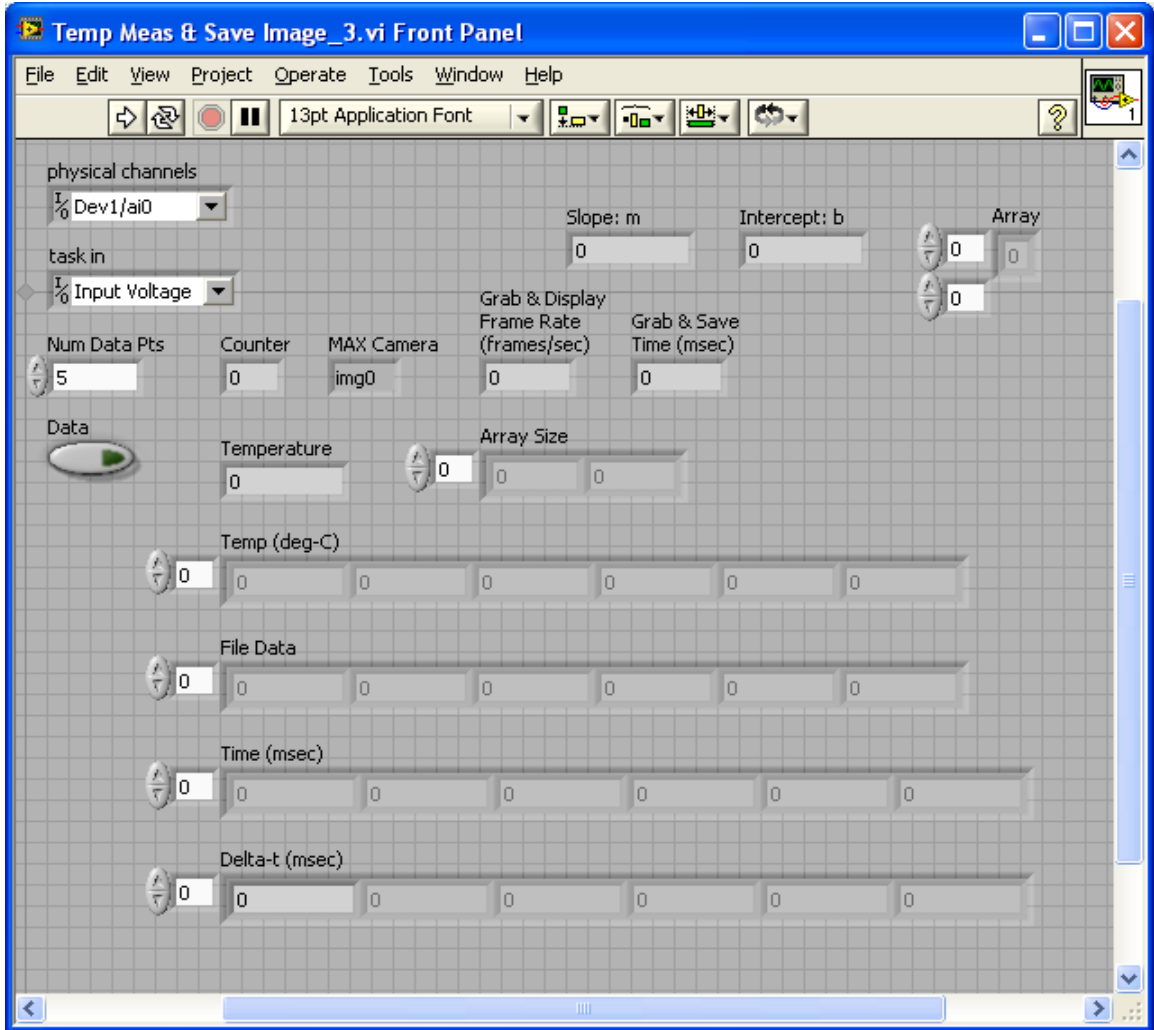 Temp Meas & Save Image_3.vi Front Panel
File Edit View Project Operate Tools Window Help
13pt Application Font
1
physical channels
Dev1/ai0
Slope: m Intercept: b Array
0 0 0 0
task in
Input Voltage
0
Grab & Display
Frame Rate Grab & Save
Num Data Pts Counter MAX Camera (frames/sec) Time (msec)
5 0 img0 0 0
Data
Temperature Array Size
0 0 0 0
Temp (deg-C)
0 0 0 0 0 0 0
File Data
0 0 0 0 0 0 0
Time (msec)
0 0 0 0 0 0 0
Delta-t (msec)
0 0 0 0 0 0 0